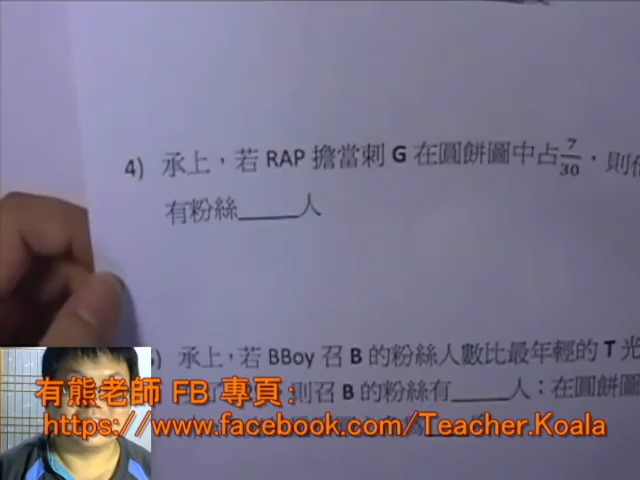 4) 承上，若 RAP 擔當刺 G 在圓餅圖中占7/30，則
有粉絲_____人
) 承上，若 BBoy 召 B 的粉絲人數比最年輕的 T 光
則召 B 的粉絲有_____人；在圓餅圖
有熊老師 FB 專頁：
https://www.facebook.com/Teacher.Koala